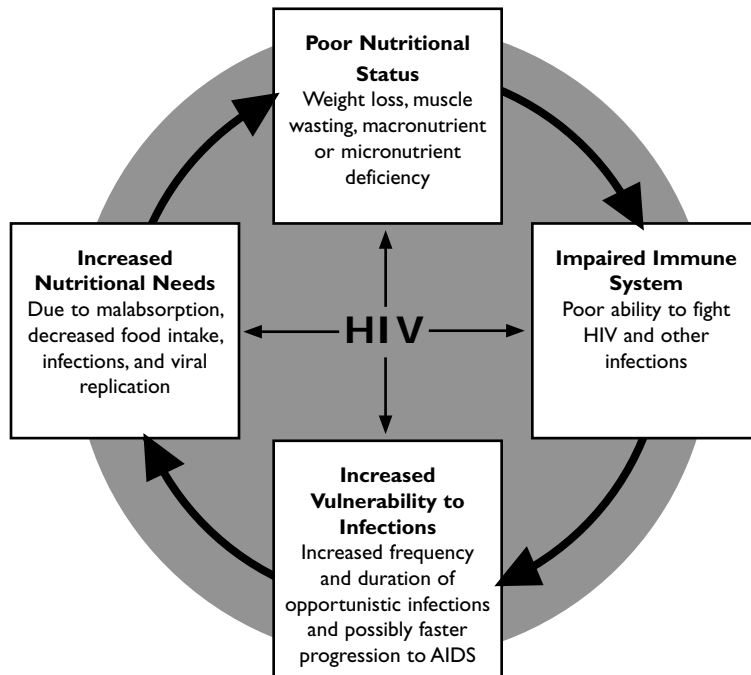 Poor Nutritional
Status
Weight loss, muscle
wasting, macronutrient
or micronutrient
deficiency
Increased
Nutritional Needs
Due to malabsorption,
decreased food intake,
infections, and viral
replication
HIV
Impaired Immune
System
Poor ability to fight
HIV and other
infections
Increased
Vulnerability to
Infections
Increased frequency
and duration of
opportunistic infections
and possibly faster
progression to AIDS